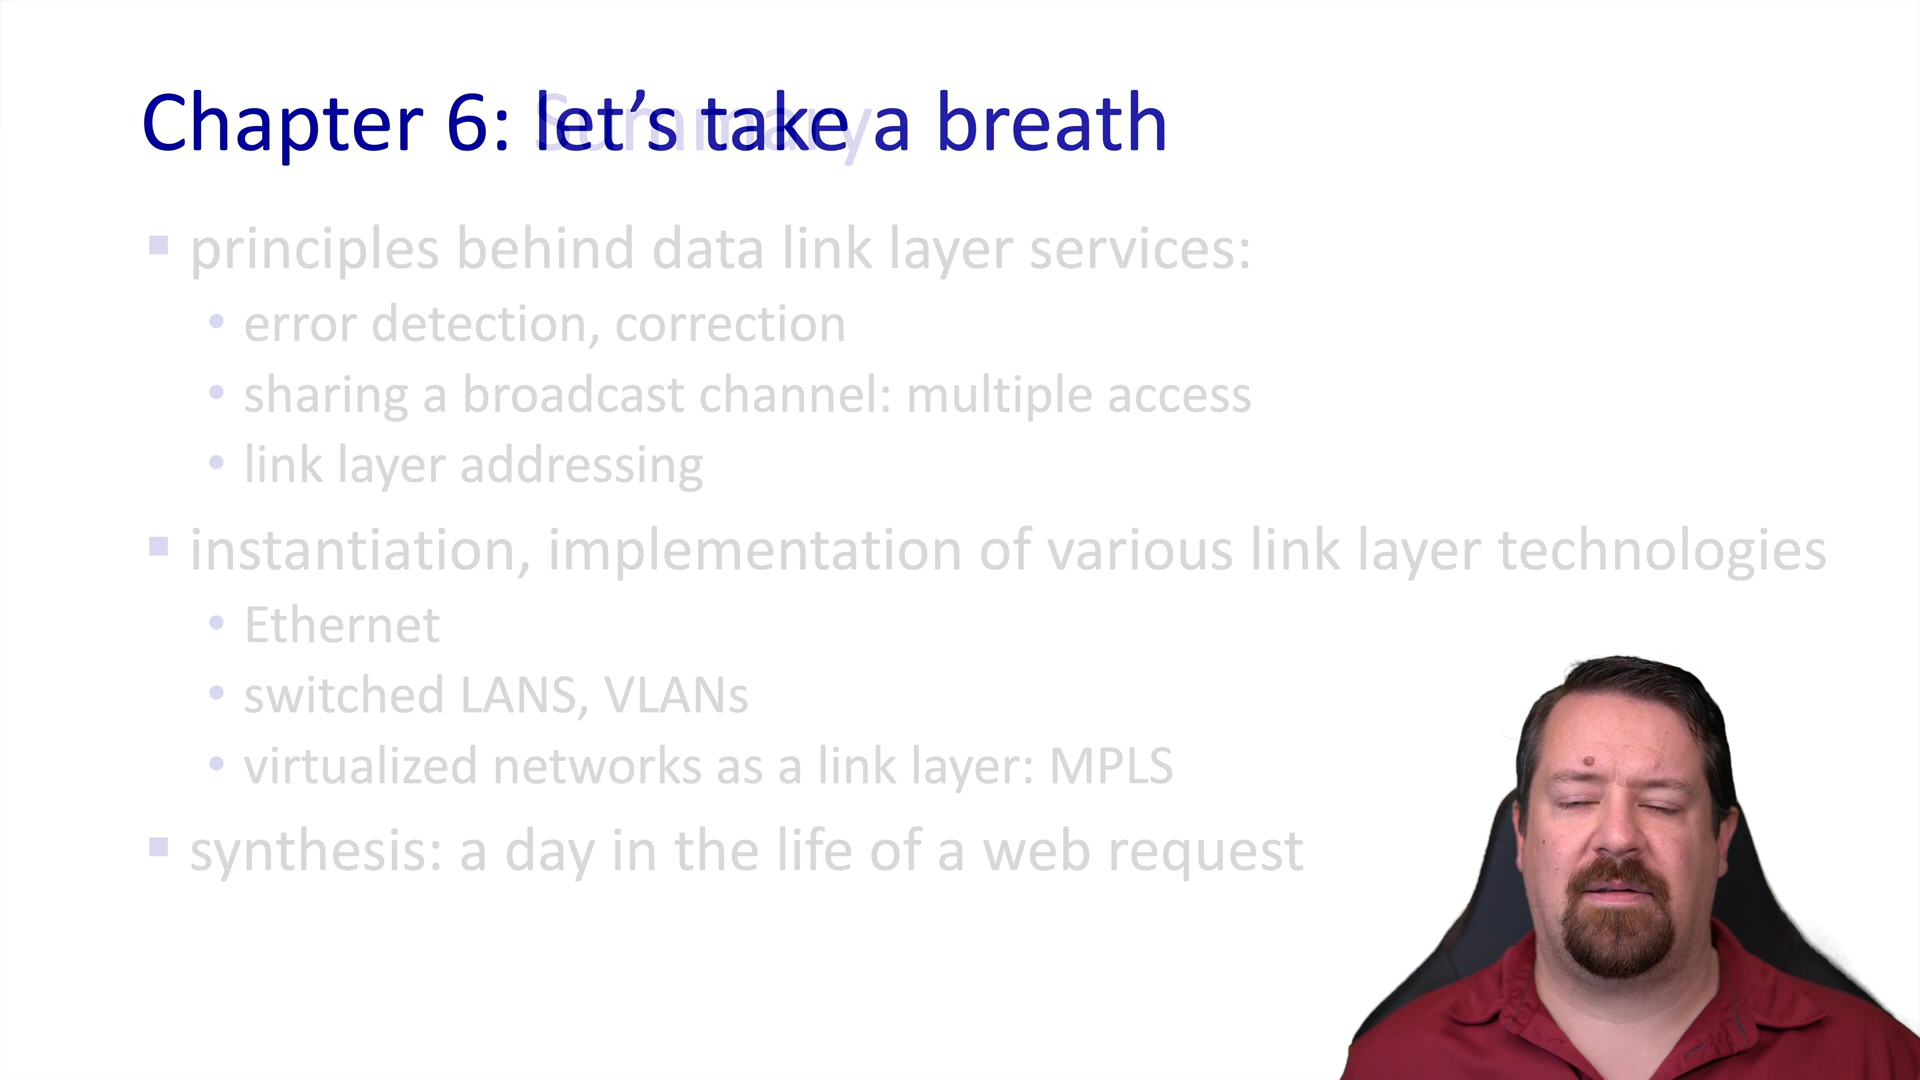 Chapter 6: let's take a breath
Summary
principles behind data link layer services:
error detection, correction
sharing a broadcast channel: multiple access
link layer addressing
instantiation, implementation of various link layer technologies
Ethernet
switched LANS, VLANs
virtualized networks as a link layer: MPLS
synthesis: a day in the life of a web request